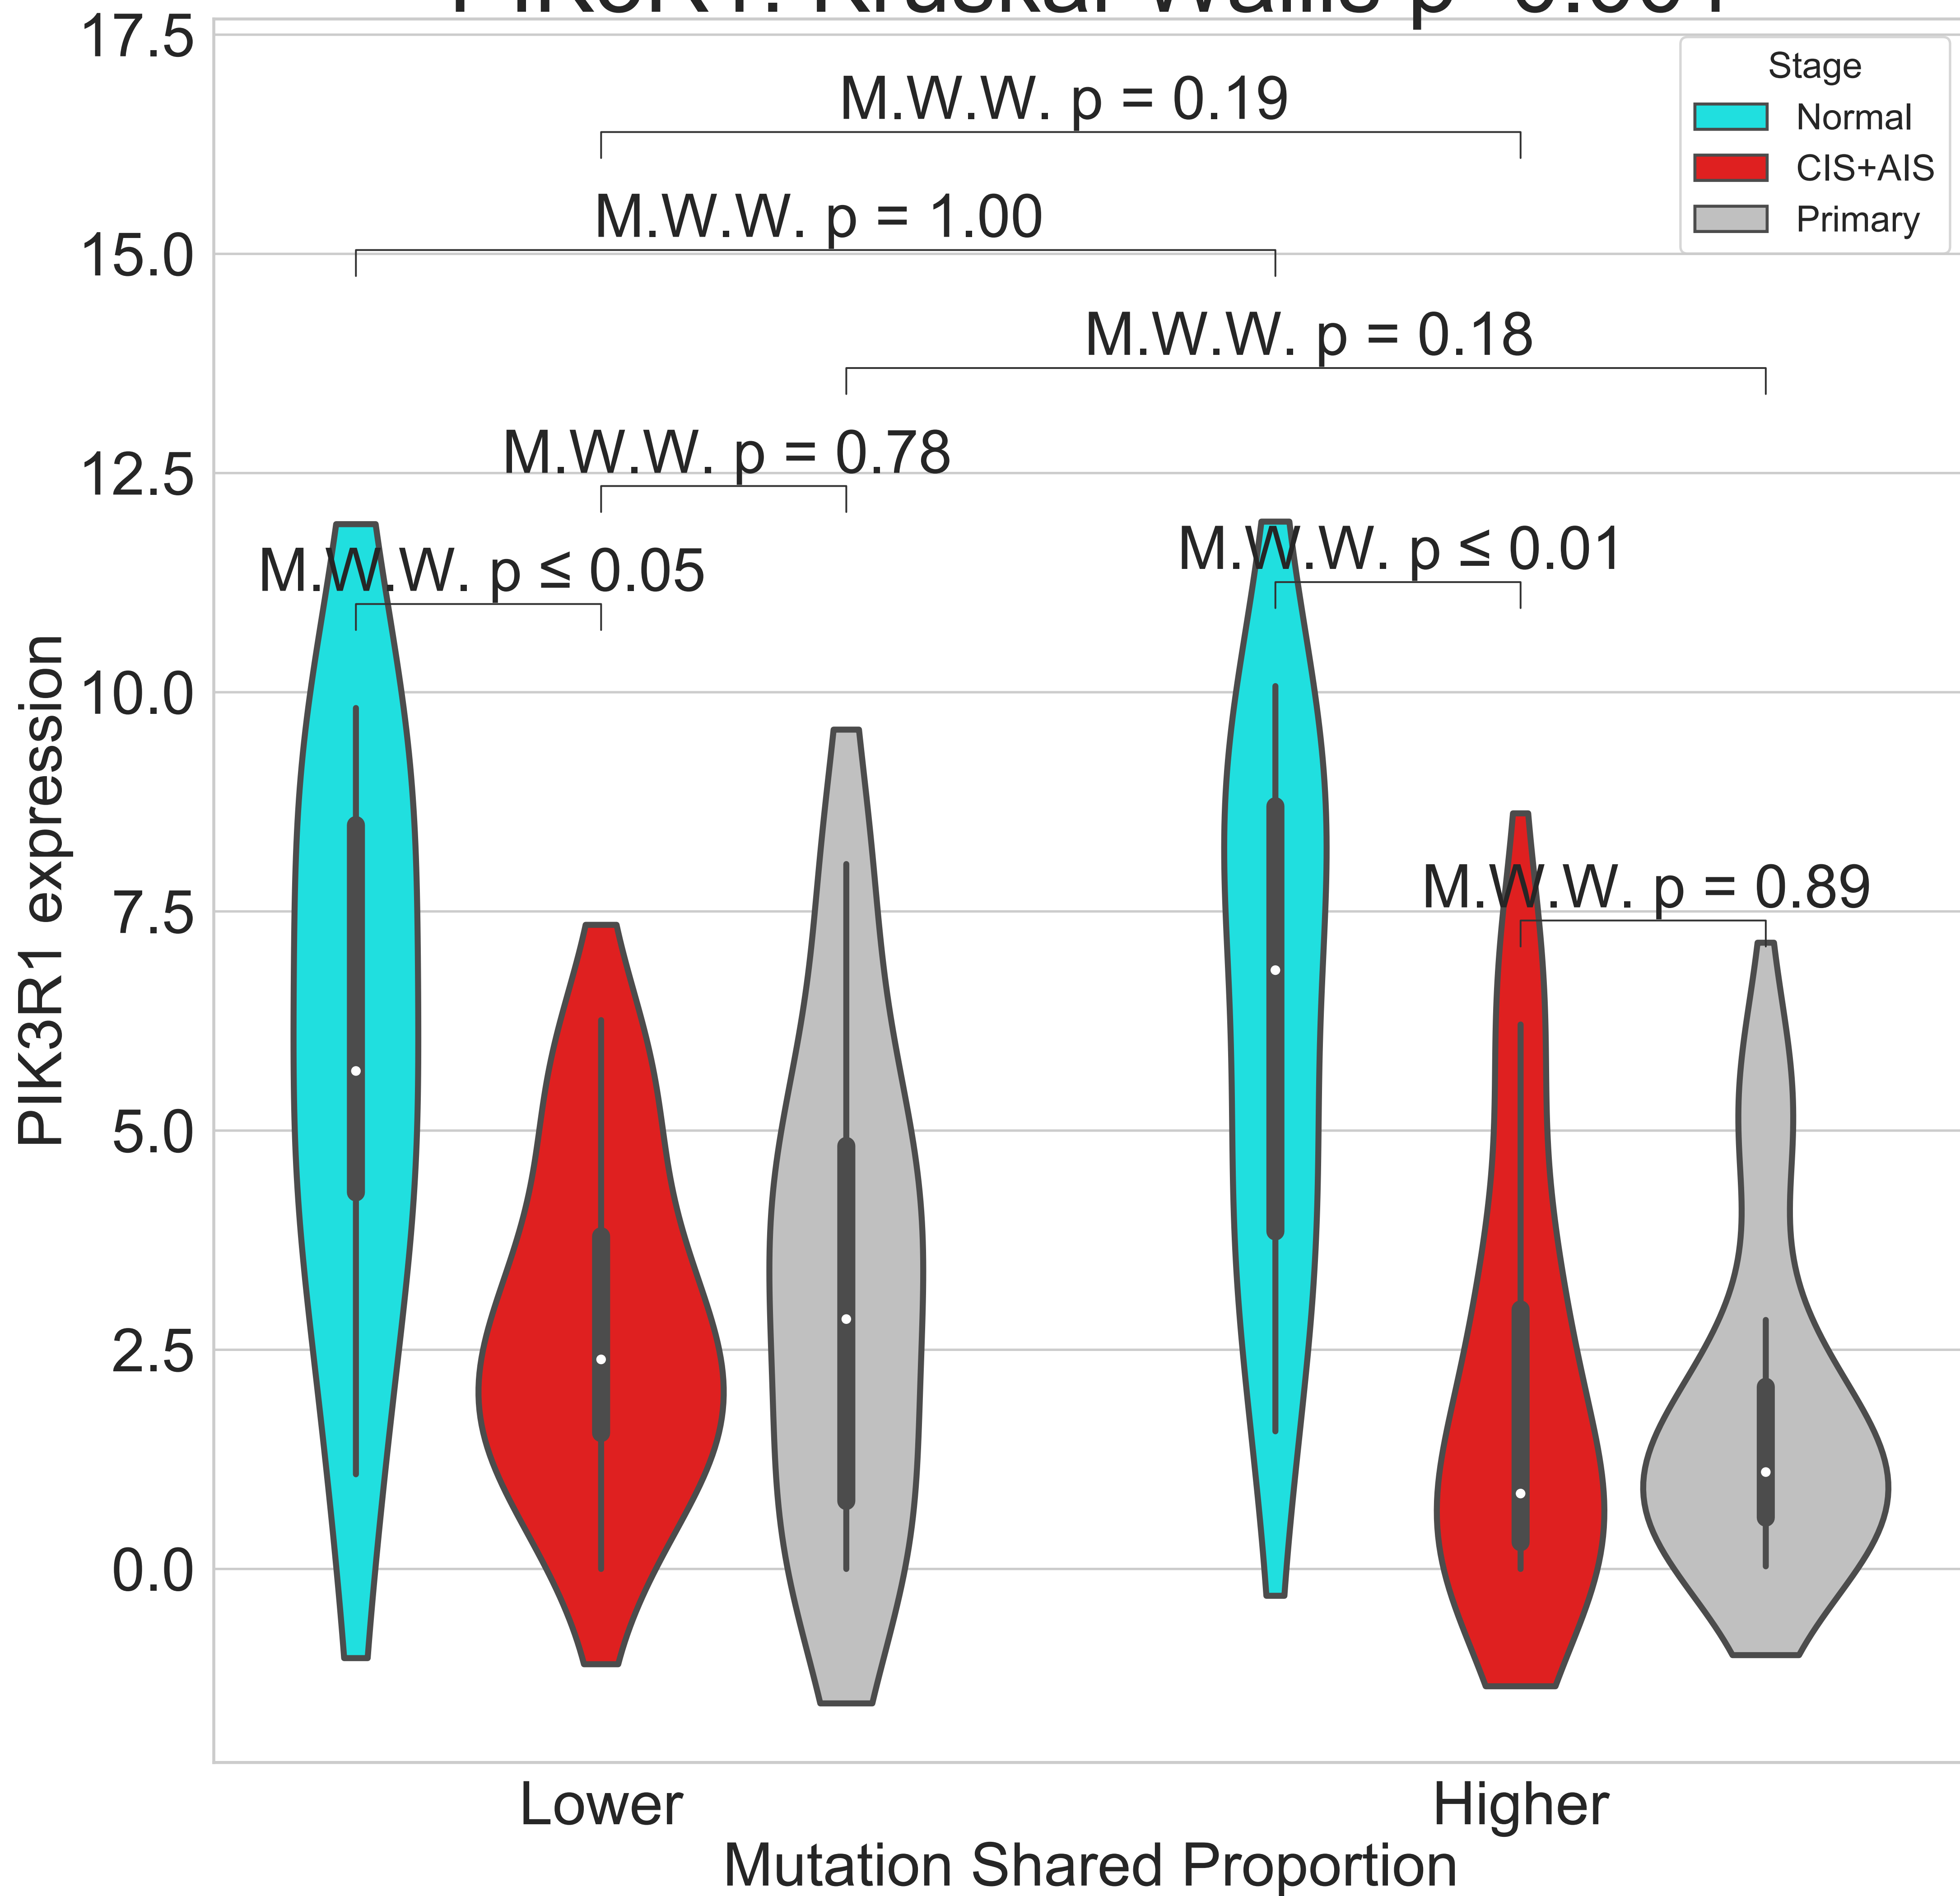 17.5
Stage
Normal
CIS+AIS
Primary
M.W.W. p = 0.19
M.W.W. p = 1.00
15.0
M.W.W. p = 0.18
M.W.W. p = 0.78
12.5
M.W.W. p ≤ 0.01
M.W.W. p ≤ 0.05
10.0
M.W.W. p = 0.89
7.5
PIK3R1 expression
5.0
2.5
0.0
Lower
Higher
Mutation Shared Proportion